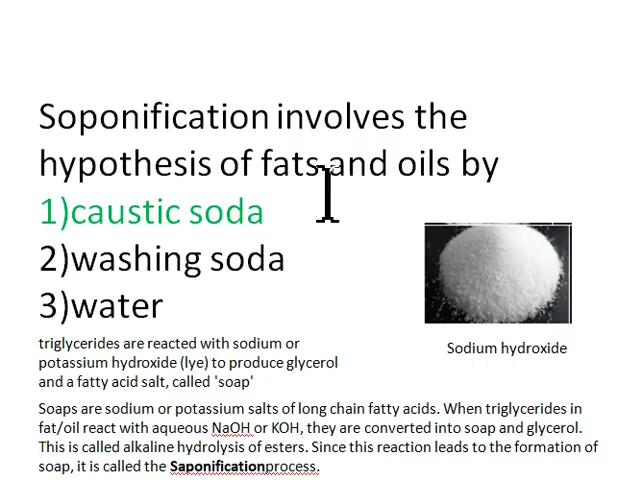 Soponification involves the
hypothesis of fats and oils by
1)caustic soda
2)washing soda
3)water
triglycerides are reacted with sodium or
potassium hydroxide (lye) to produce glycerol
and a fatty acid salt, called 'soap'
Sodium hydroxide
Soaps are sodium or potassium salts of long chain fatty acids. When triglycerides in
fat/oil react with aqueous NaOH or KOH, they are converted into soap and glycerol.
This is called alkaline hydrolysis of esters. Since this reaction leads to the formation of
soap, it is called the Saponificationprocess.